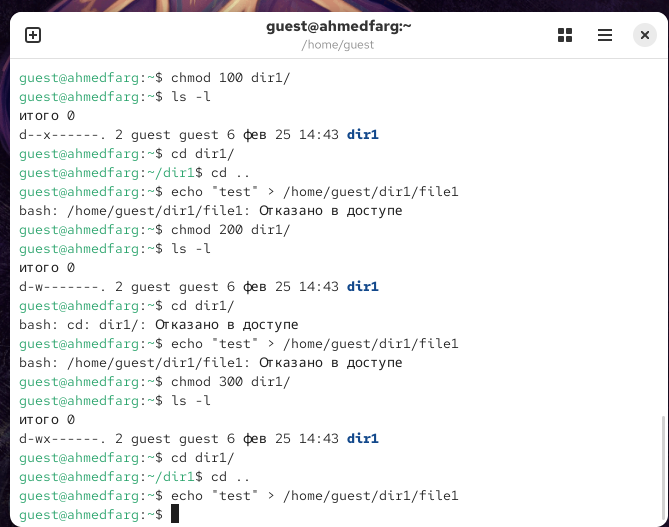 guest@ahmedfarg:~
/home/guest
guest@ahmedfarg:~$ chmod 100 dir1/
guest@ahmedfarg:~$ ls -l
итого 0
d--x------. 2 guest guest 6 фев 25 14:43 dir1
guest@ahmedfarg:~$ cd dir1/
guest@ahmedfarg:~/dir1$ cd ..
guest@ahmedfarg:~$ echo "test" > /home/guest/dir1/file1
bash: /home/guest/dir1/file1: Отказано в доступе
guest@ahmedfarg:~$ chmod 200 dir1/
guest@ahmedfarg:~$ ls -l
итого 0
d-w-------. 2 guest guest 6 фев 25 14:43 dir1
guest@ahmedfarg:~$ cd dir1/
bash: cd: dir1/: Отказано в доступе
guest@ahmedfarg:~$ echo "test" > /home/guest/dir1/file1
bash: /home/guest/dir1/file1: Отказано в доступе
guest@ahmedfarg:~$ chmod 300 dir1/
guest@ahmedfarg:~$ ls -l
итого 0
d-wx------. 2 guest guest 6 фев 25 14:43 dir1
guest@ahmedfarg:~$ cd dir1/
guest@ahmedfarg:~/dir1$ cd ..
guest@ahmedfarg:~$ echo "test" > /home/guest/dir1/file1
guest@ahmedfarg:~$